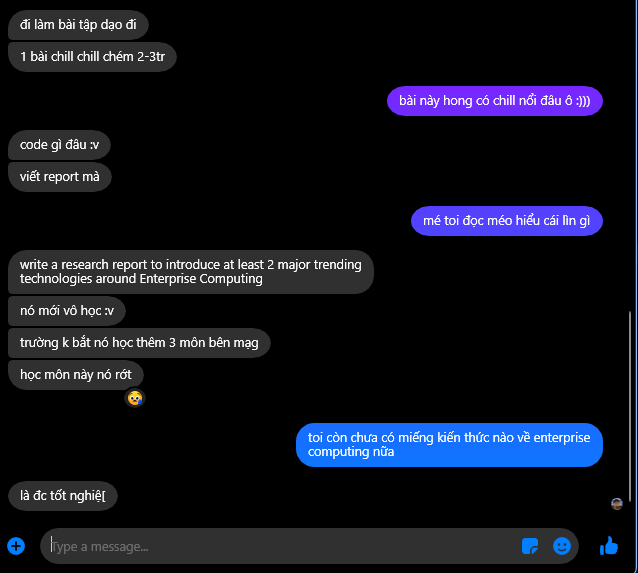 đi làm bài tập dạo đi
1 bài chill chill chém 2-3tr
bài này hong có chill nổi đâu ô :)))
code gì đâu :v
viết report mà
mé toi đọc méo hiểu cái lìn gì
write a research report to introduce at least 2 major trending
technologies around Enterprise Computing
nó mới vô học :v
trường k bắt nó học thêm 3 môn bên mạg
học môn này nó rớt
toi còn chưa có miếng kiến thức nào về enterprise
computing nữa
là đc tốt nghiệ[
Type a message...